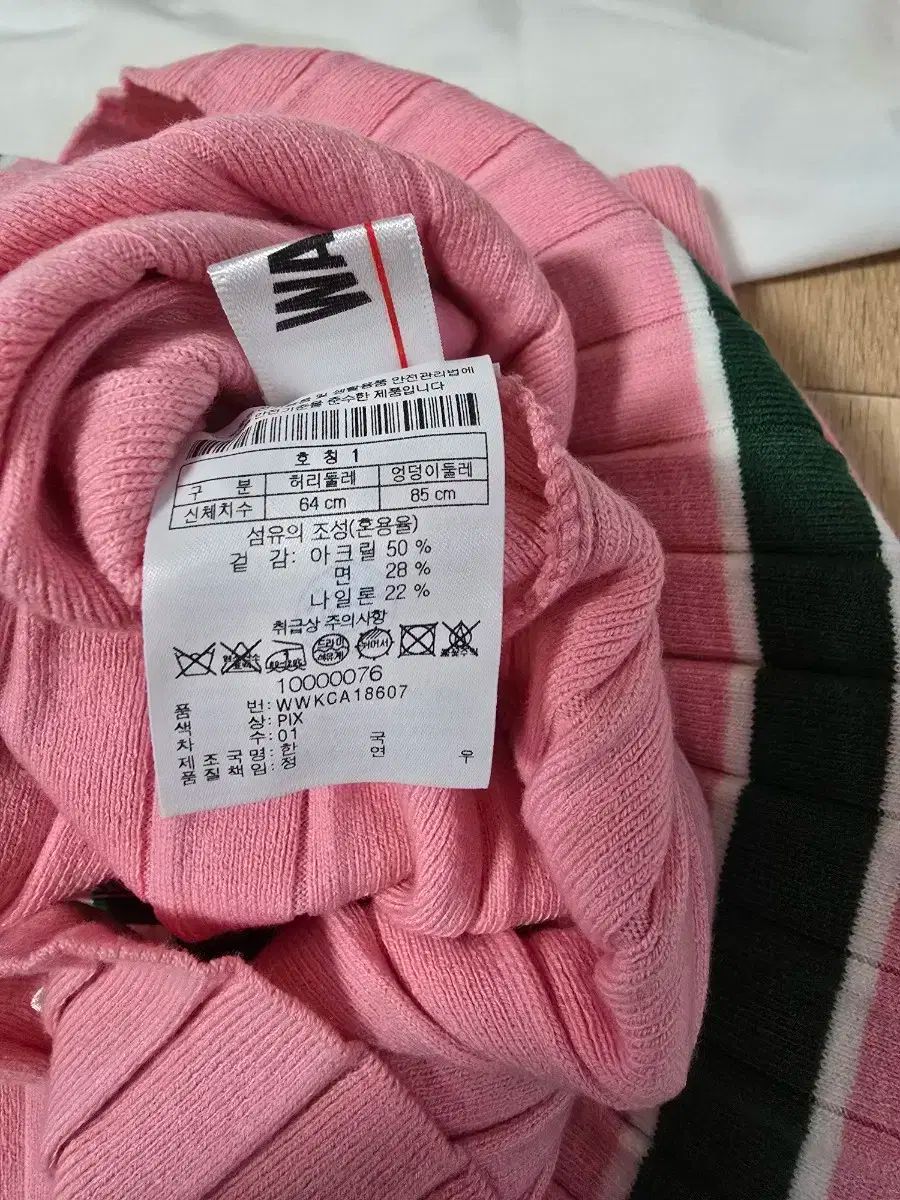 WA
및 생활용품 안전관리법에
안전기준을 준수한 제품입니다
호 칭 1
구 분 허리둘레 엉덩이둘레
신체치수 64 cm 85 cm
섬유의 조성(혼용율)
겉 감: 아크릴 50 %
면 28 %
나일론 22 %
취급상 주의사항
드라이
10000076
품 번: WWKCA18607
색 상: PIX
차 수: 01
제 조 국 명: 한 국
품 질 책 임: 정 연 우